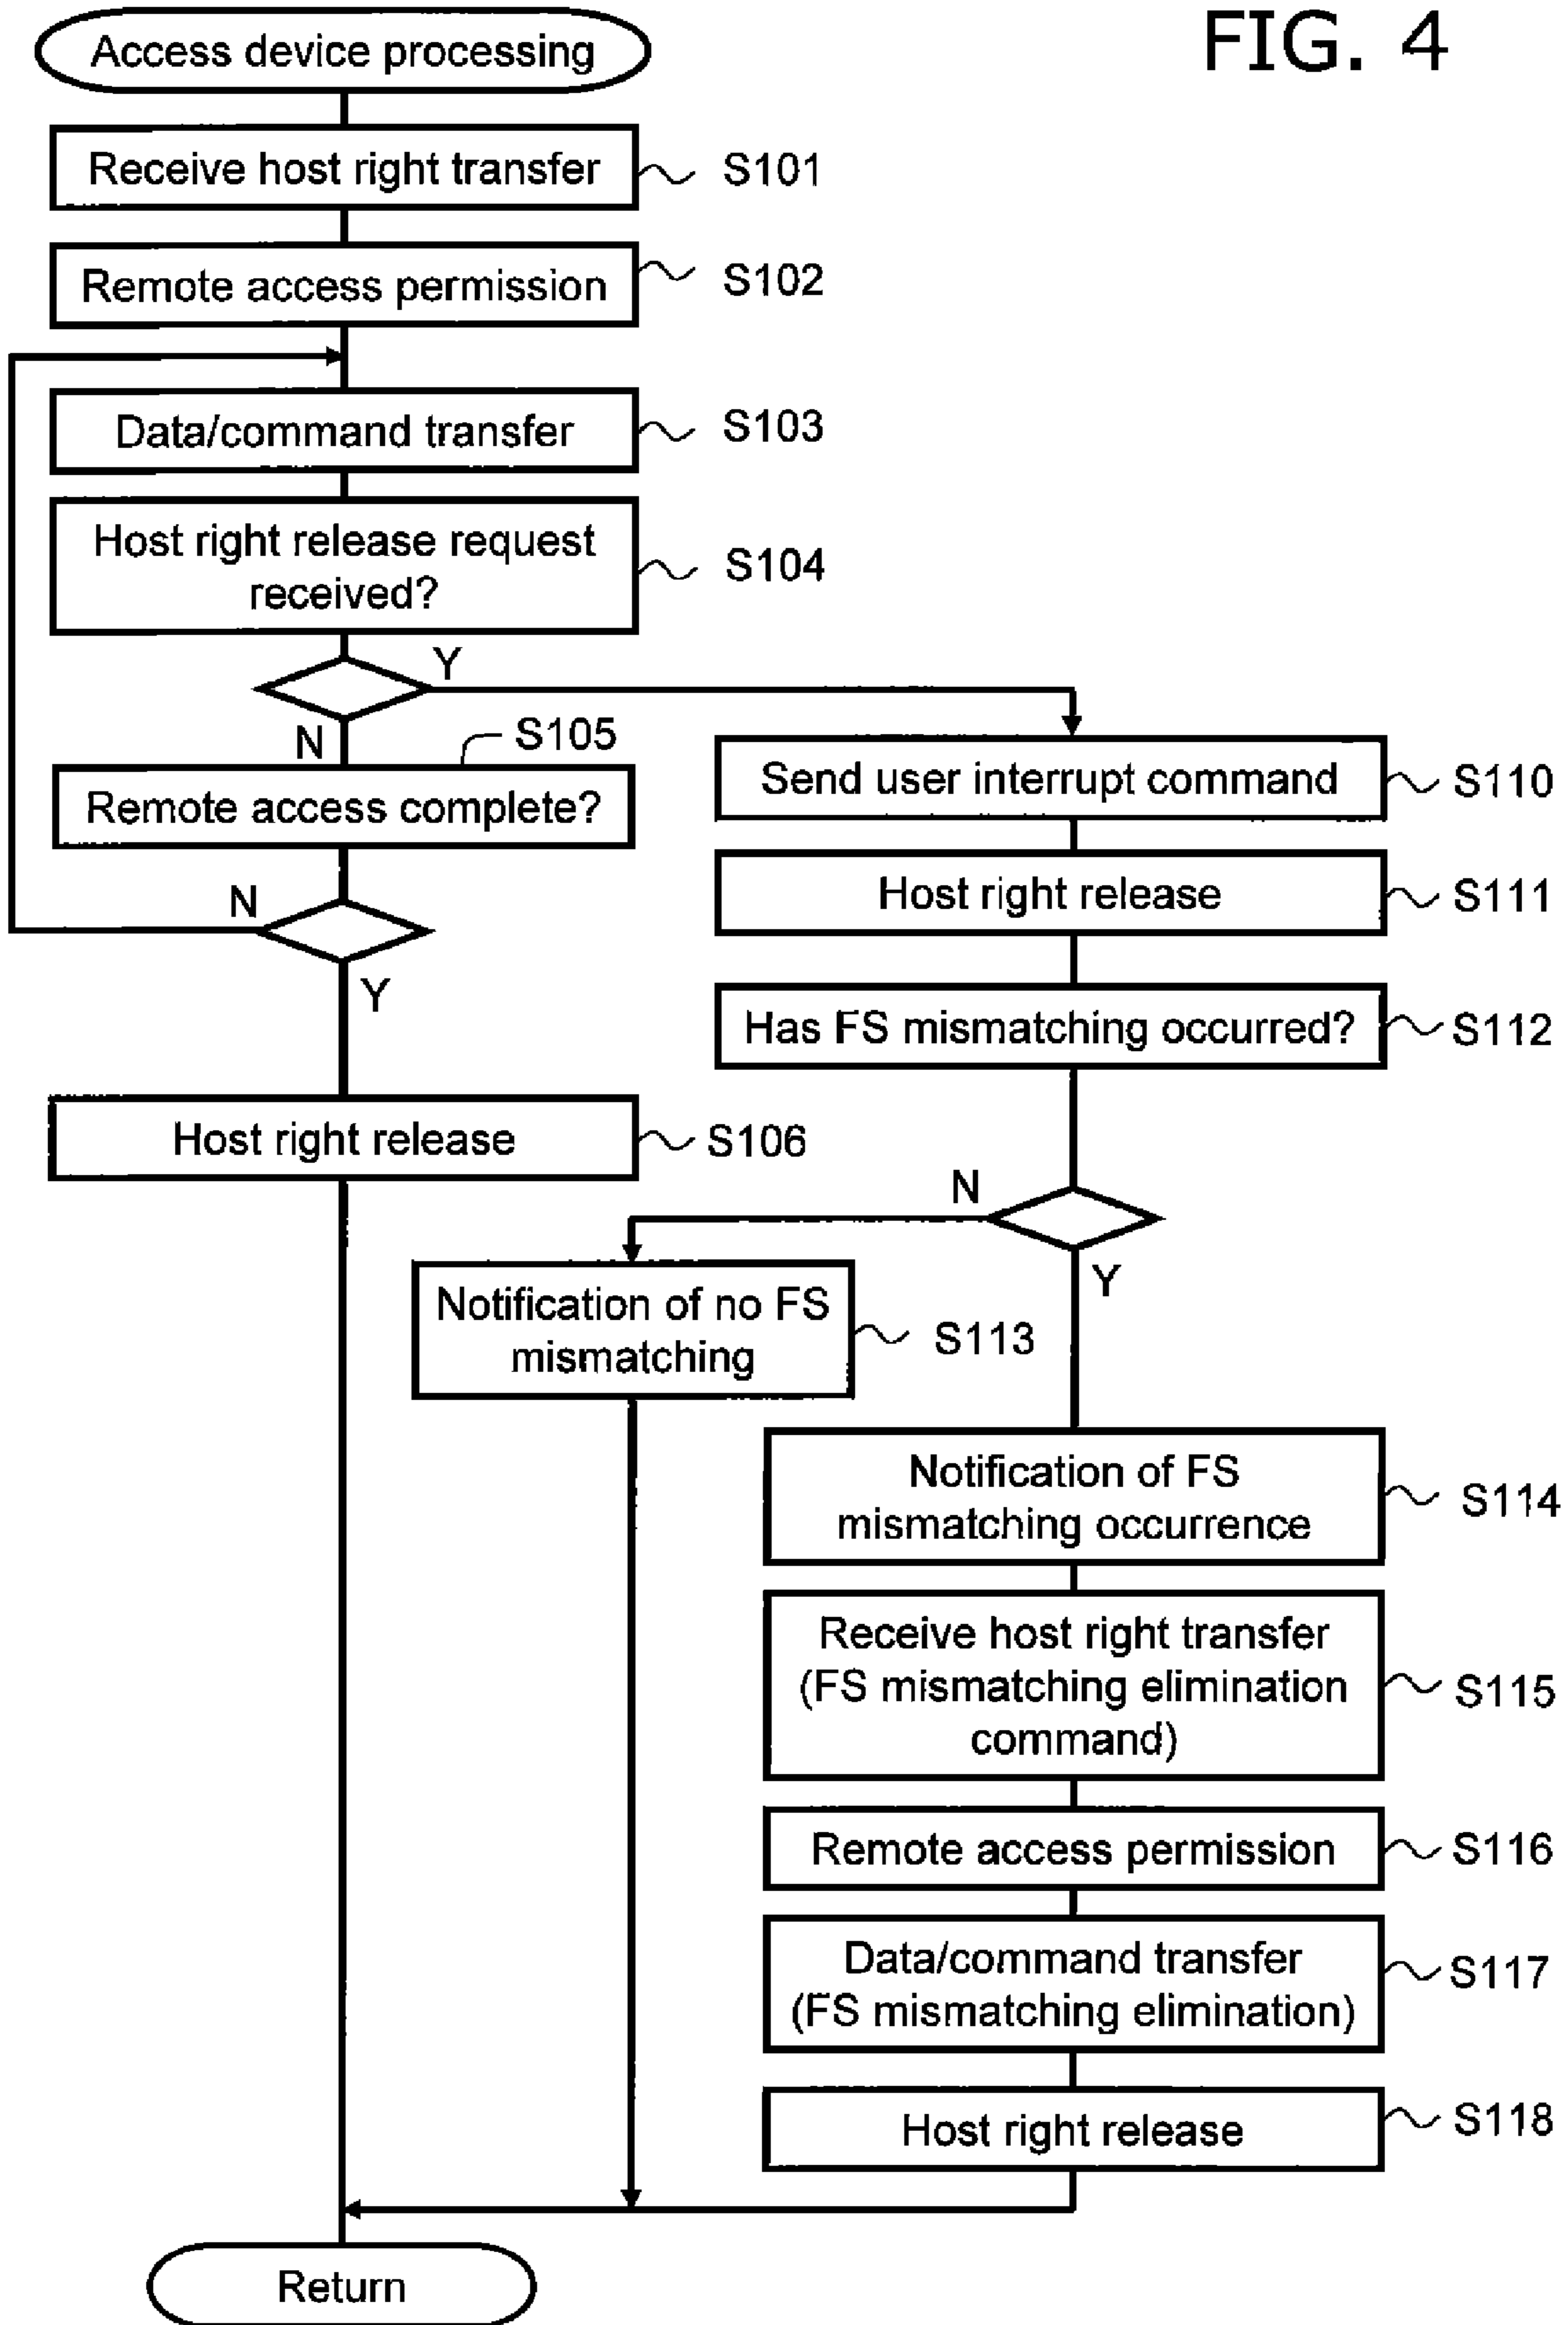 FIG. 4
Access device processing
Receive host right transfer
S101
Remote access permission
S102
Data/command transfer
S103
Host right release request
received?
S104
Y
N
S105
Remote access complete?
N
Y
Host right release
S106
Send user interrupt command
S110
Host right release
S111
Has FS mismatching occurred?
S112
N
Y
Notification of no FS
mismatching
S113
Notification of FS
mismatching occurrence
S114
Receive host right transfer
(FS mismatching elimination
command)
S115
Remote access permission
S116
Data/command transfer
(FS mismatching elimination)
S117
Host right release
S118
Return